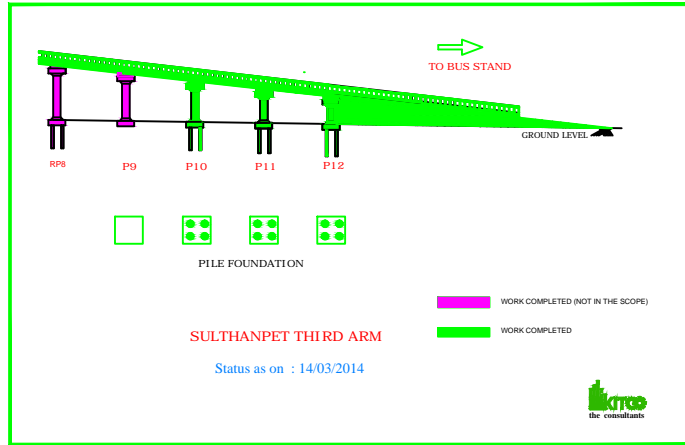 TO BUS STAND
GROUND LEVEL
RP8
P9
P10
P11
P12
PILE FOUNDATION
WORK COMPLETED (NOT IN THE SCOPE)
WORK COMPLETED
SULTHANPET THIRD ARM
Status as on : 14/03/2014
KITCO
the consultants